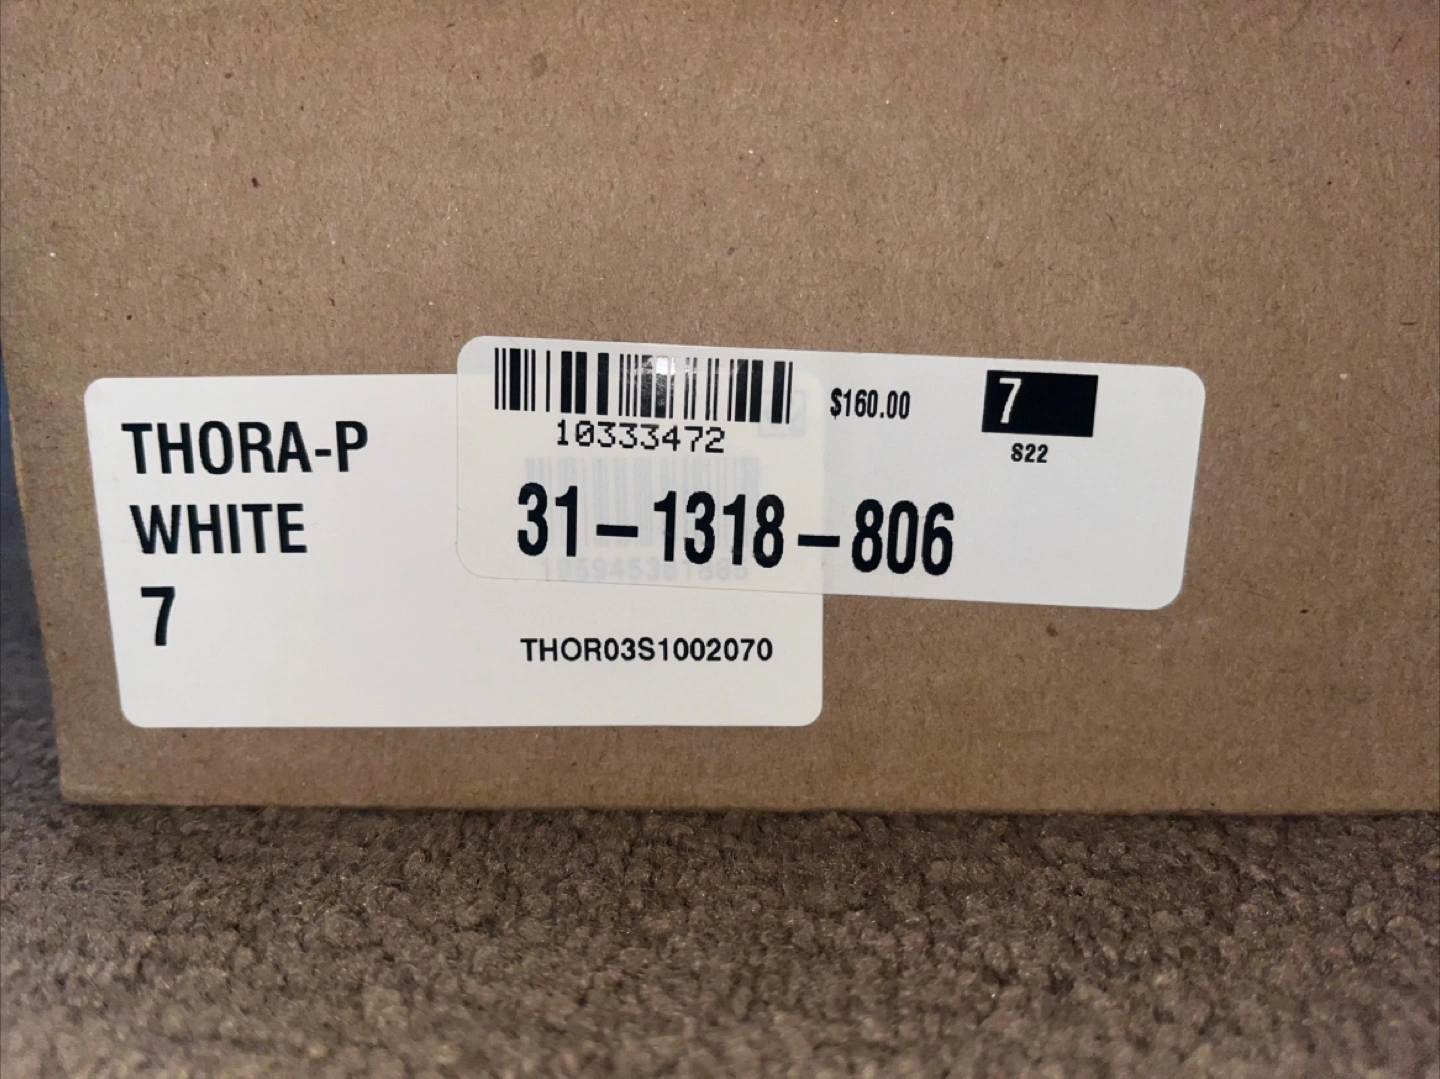 THORA-P
WHITE
7
10333472
$160.00
7
S22
31-1318-806
THOR03S1002070